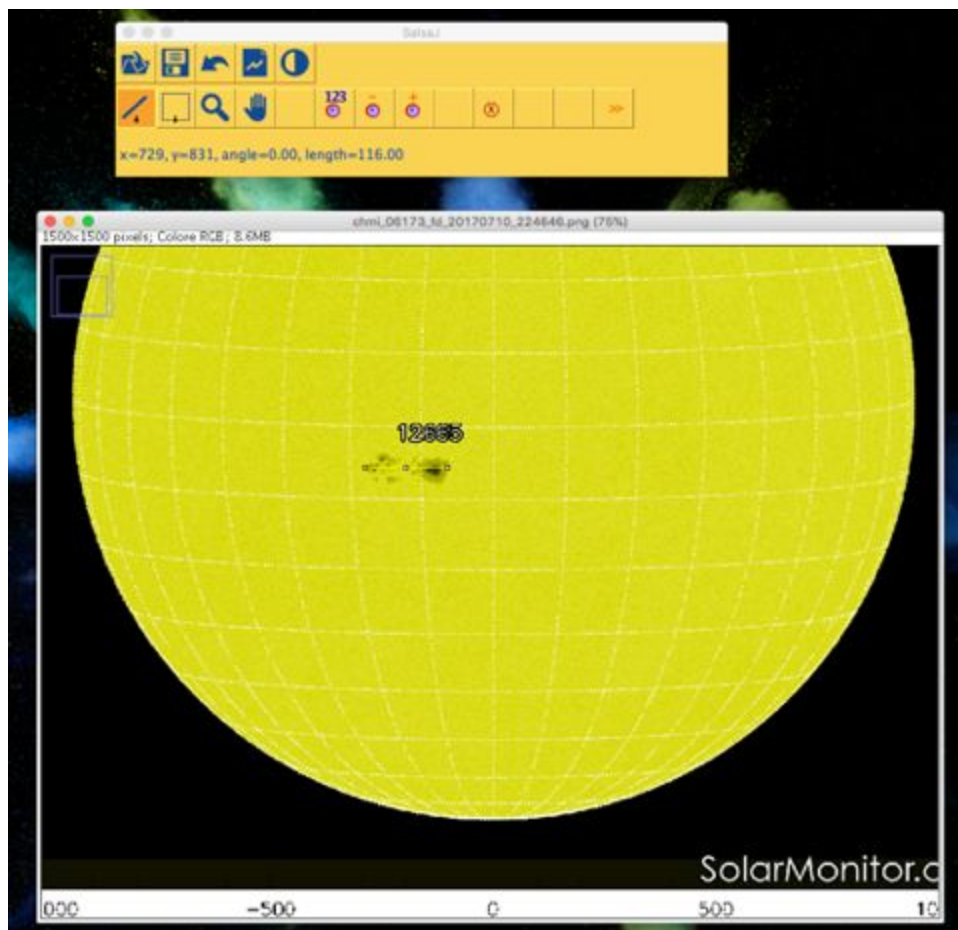 SalsaJ
123
x=729, y=831, angle=0.00, length=116.00
chmi_06173_fd_20170710_224646.png (75%)
1500x1500 pixels; Colore RGB; 8.6MB
12665
SolarMonitor.c
000 -500 0 500 10